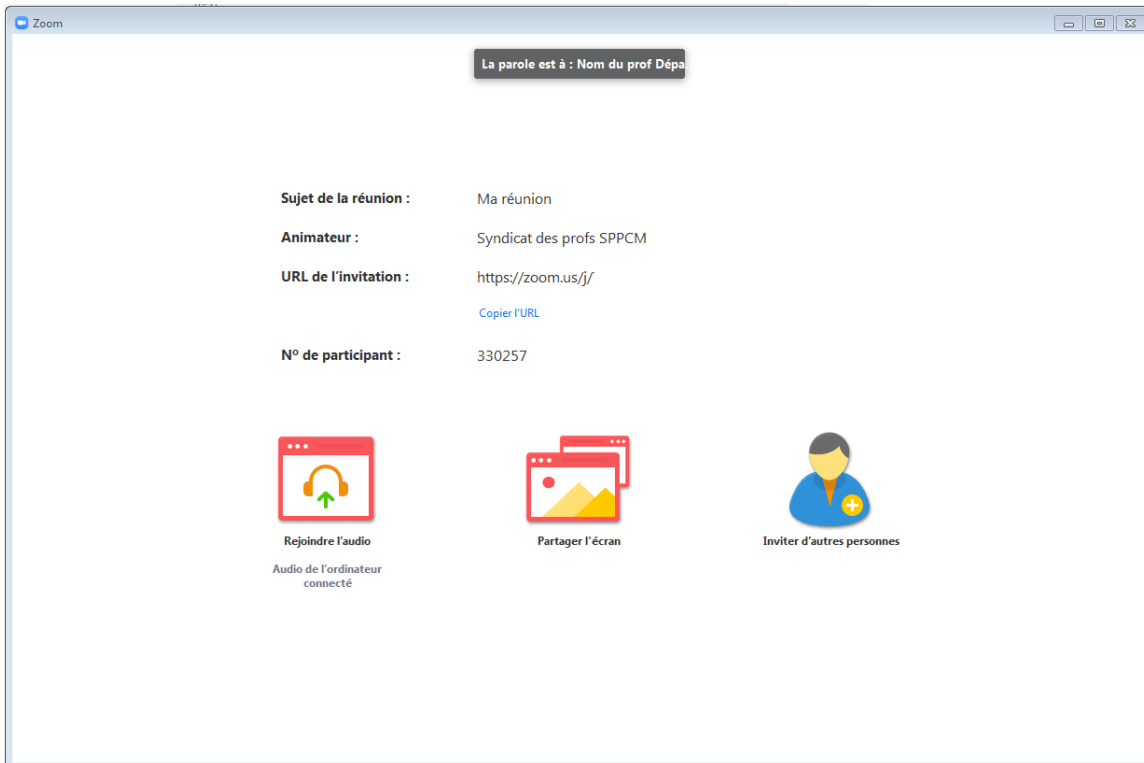 Zoom
La parole est à : Nom du prof Dépa
Sujet de la réunion :
Ma réunion
Animateur :
Syndicat des profs SPPCM
URL de l'invitation :
https://zoom.us/j/
Copier l'URL
Nº de participant :
330257
Rejoindre l'audio
Partager l'écran
Inviter d'autres personnes
Audio de l'ordinateur
connecté